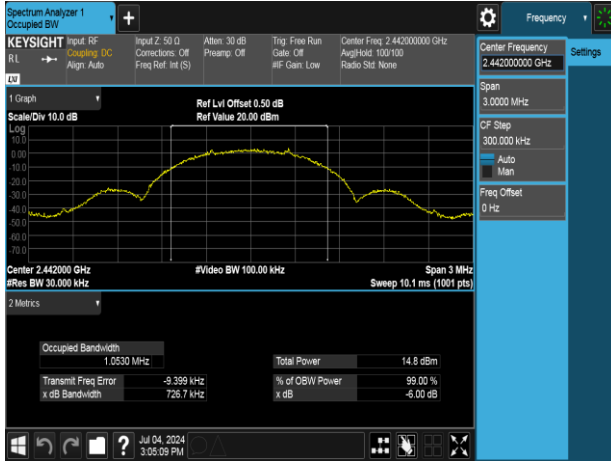 Spectrum Analyzer 1
Occupied BW
+
Frequency
KEYSIGHT
RL
LXI
Input: RF
Coupling: DC
Align: Auto
Input Z: 50 Ω
Corrections: Off
Freq Ref: Int (S)
Atten: 30 dB
Preamp: Off
Trig: Free Run
Gate: Off
#IF Gain: Low
Center Freq: 2.442000000 GHz
Avg|Hold: 100/100
Radio Std: None
Center Frequency
2.442000000 GHz
Settings
Span
3.0000 MHz
CF Step
300.000 kHz
Auto
Man
Freq Offset
0 Hz
1 Graph
Scale/Div 10.0 dB
Ref Lvl Offset 0.50 dB
Ref Value 20.00 dBm
Log
10.0
0.00
-10.0
-20.0
-30.0
-40.0
-50.0
-60.0
-70.0
Center 2.442000 GHz
#Res BW 30.000 kHz
#Video BW 100.00 kHz
Span 3 MHz
Sweep 10.1 ms (1001 pts)
2 Metrics
Occupied Bandwidth
1.0530 MHz
Total Power 14.8 dBm
Transmit Freq Error -9.399 kHz
% of OBW Power 99.00 %
x dB Bandwidth 726.7 kHz
x dB -6.00 dB
?
Jul 04, 2024
3:05:09 PM